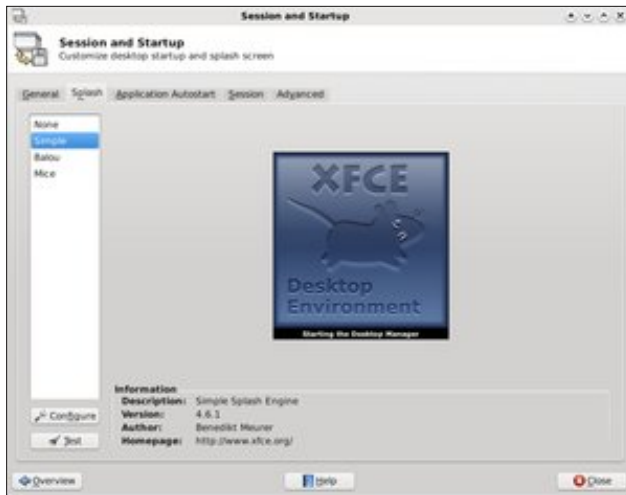 Session and Startup
Session and Startup
Customize desktop startup and splash screen
General Splash Application Autostart Session Advanced
None
Simple
Balou
Mice
XFCE
Desktop
Environment
Starting the Desktop Manager
Information
Description: Simple Splash Engine
Version: 4.6.1
Author: Benedikt Meurer
Homepage: http://www.xfce.org/
Configure
Test
Overview Help Close